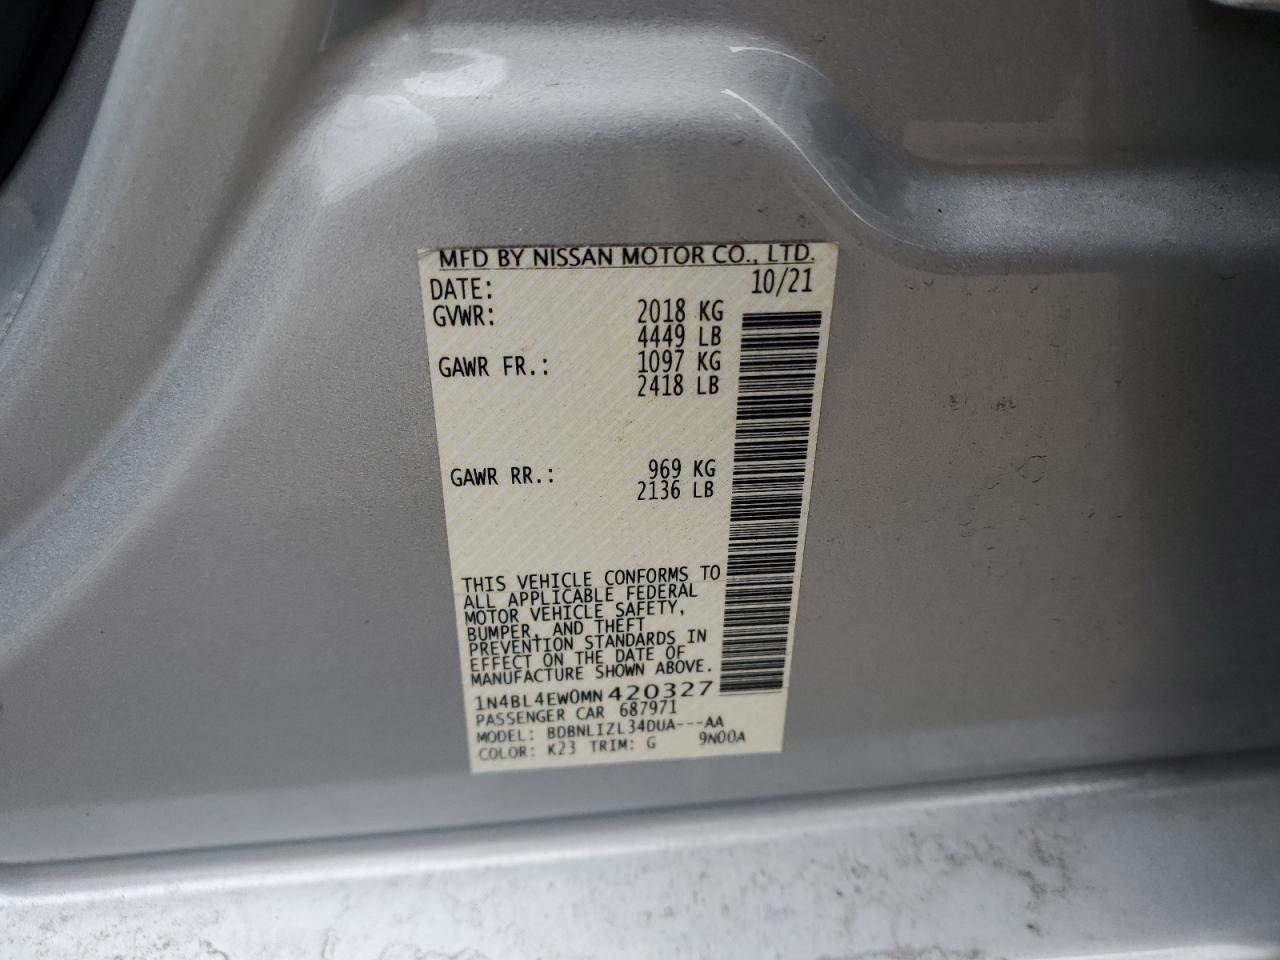 MFD BY NISSAN MOTOR CO., LTD.
DATE: 10/21
GVWR: 2018 KG
4449 LB
GAWR FR.: 1097 KG
2418 LB
GAWR RR.: 969 KG
2136 LB
THIS VEHICLE CONFORMS TO
ALL APPLICABLE FEDERAL
MOTOR VEHICLE SAFETY,
BUMPER, AND THEFT
PREVENTION STANDARDS IN
EFFECT ON THE DATE OF
MANUFACTURE SHOWN ABOVE.
1N4BL4EW0MN420327
PASSENGER CAR 687971
MODEL: BDBNLIZL34DUA---AA
COLOR: K23 TRIM: G 9N00A